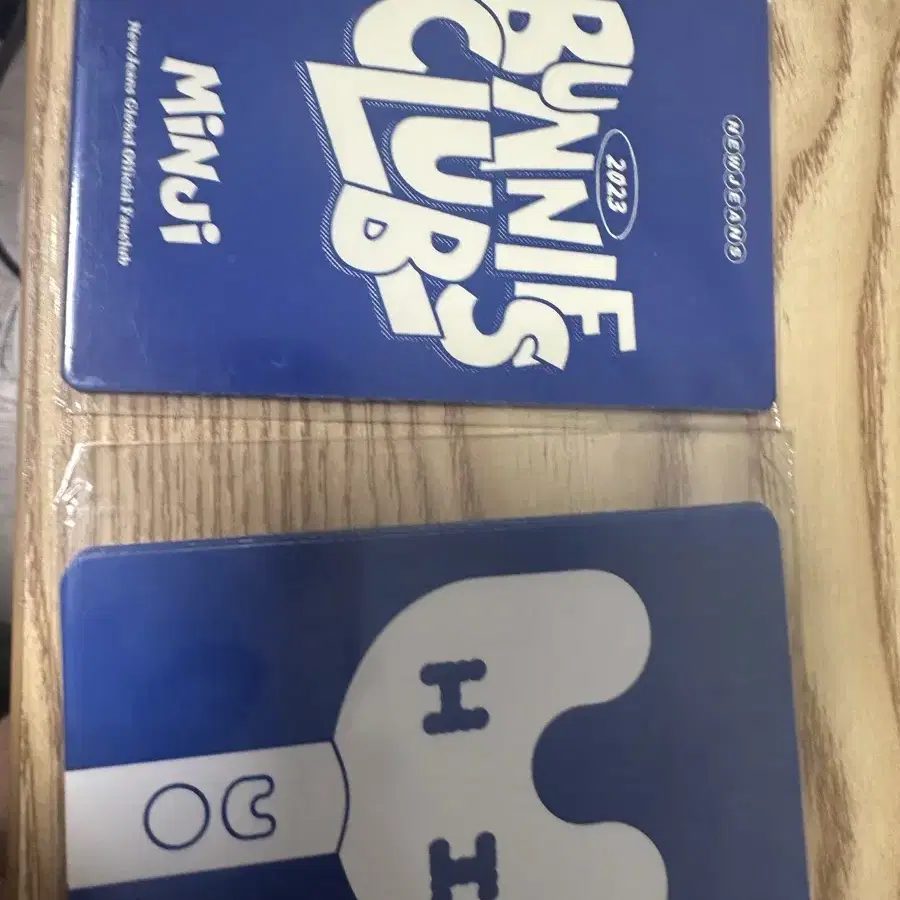 NEWJEANS
2023
BUNNIES
CLUB
MiNJi
NewJeans Global Official Fanclub
H H